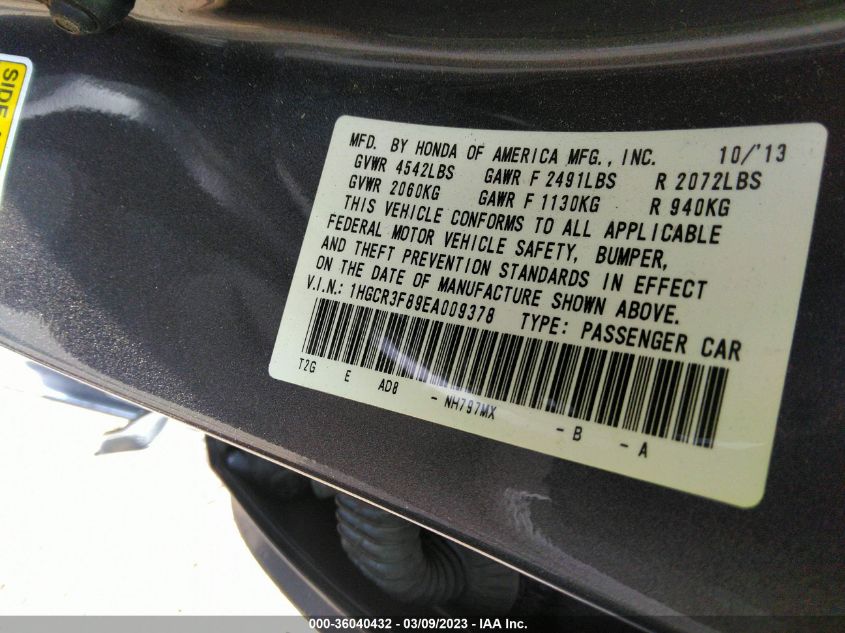 SIDE
MFD. BY HONDA OF AMERICA MFG., INC. 10/'13
GVWR 4542LBS GAWR F 2491LBS R 2072LBS
GVWR 2060KG GAWR F 1130KG R 940KG
THIS VEHICLE CONFORMS TO ALL APPLICABLE
FEDERAL MOTOR VEHICLE SAFETY, BUMPER,
AND THEFT PREVENTION STANDARDS IN EFFECT
ON THE DATE OF MANUFACTURE SHOWN ABOVE.
V.I.N.: 1HGCR3F89EA009378 TYPE: PASSENGER CAR
T2G E AD8 - NH797MX - B - A
000-36040432 - 03/09/2023 - IAA Inc.